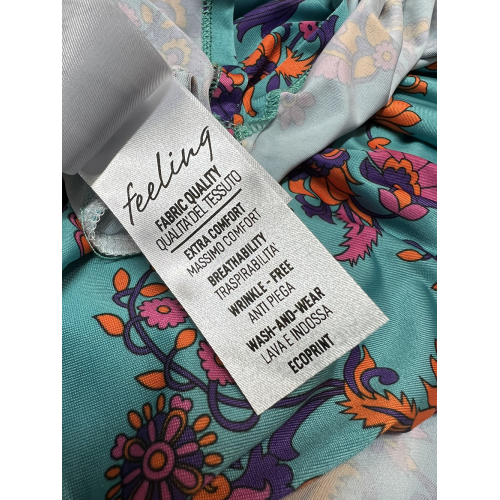 feeling
FABRIC QUALITY
QUALITA' DEL TESSUTO
EXTRA COMFORT
MASSIMO COMFORT
BREATHABILITY
TRASPIRABILITA'
WRINKLE - FREE
ANTI PIEGA
WASH-AND-WEAR
LAVA E INDOSSA
ECOPRINT